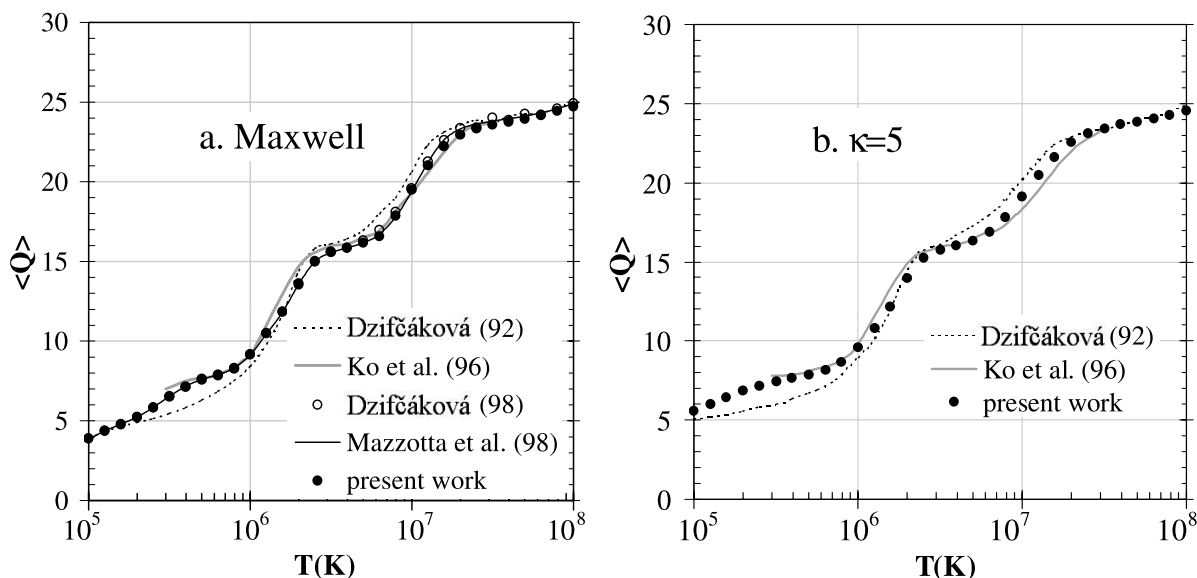 30
25
20
15
10
5
0
<Q>
a. Maxwell
Dzifčáková (92)
Ko et al. (96)
Dzifčáková (98)
Mazzotta et al. (98)
present work
10⁵ 10⁶ 10⁷ 10⁸
T(K)
30
25
20
15
10
5
0
<Q>
b. κ=5
Dzifčáková (92)
Ko et al. (96)
present work
10⁵ 10⁶ 10⁷ 10⁸
T(K)